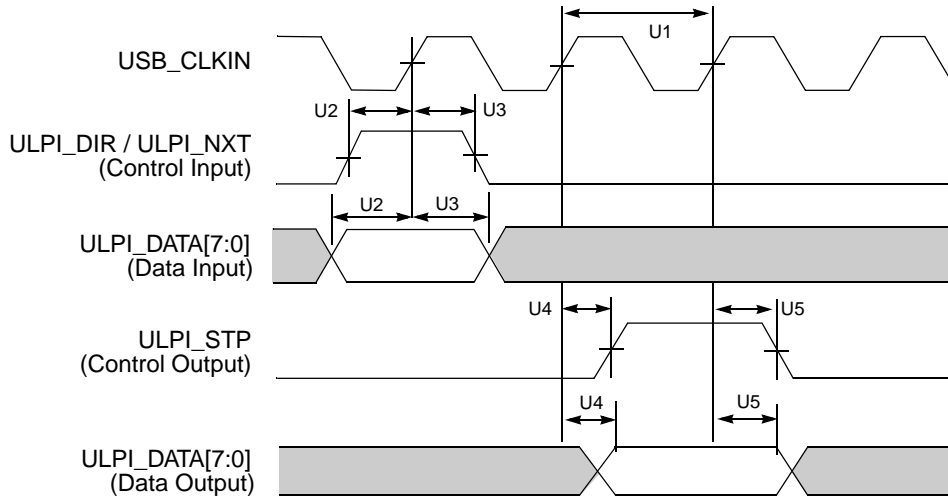 U1
USB_CLKIN
U2
U3
ULPI_DIR / ULPI_NXT
(Control Input)
U2
U3
ULPI_DATA[7:0]
(Data Input)
U4
U5
ULPI_STP
(Control Output)
U4
U5
ULPI_DATA[7:0]
(Data Output)